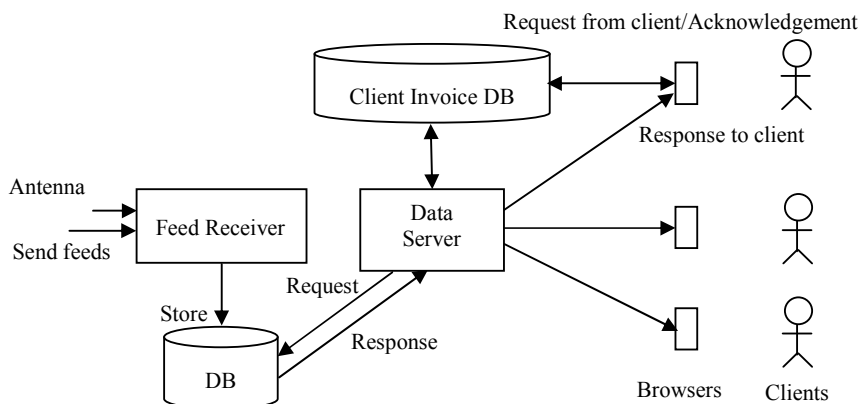 Request from client/Acknowledgement
Client Invoice DB
Response to client
Antenna
Send feeds
Feed Receiver
Data
Server
Request
Store
Response
DB
Browsers
Clients